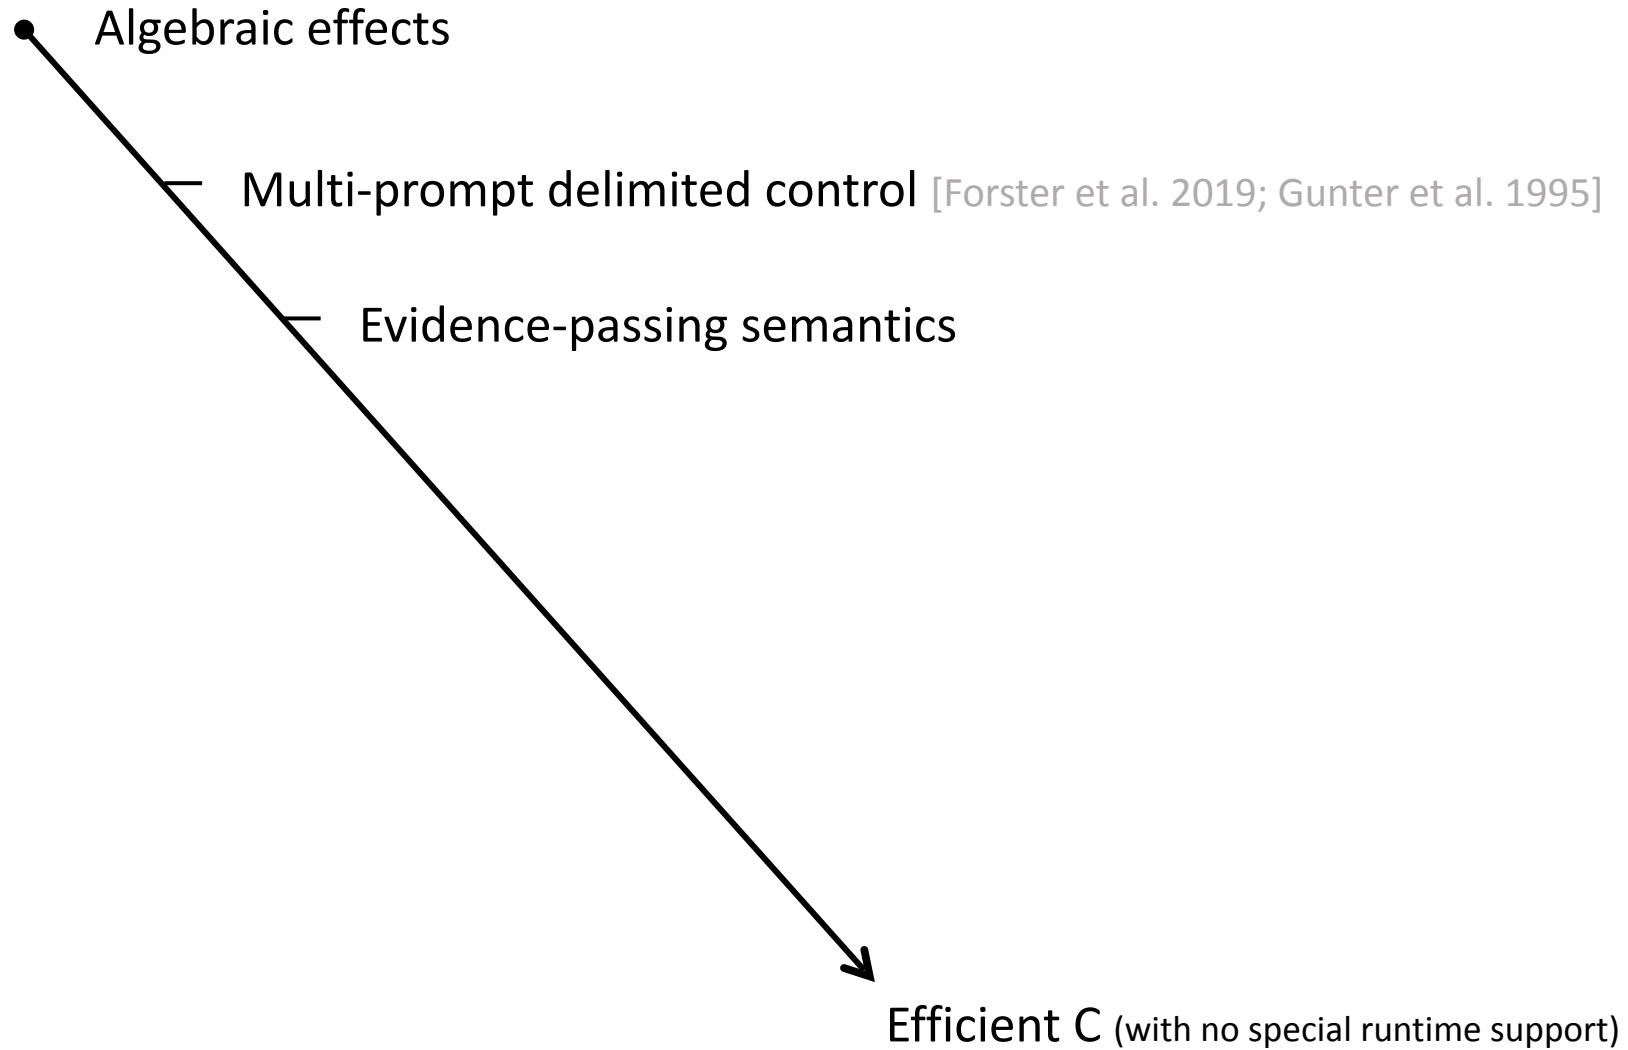 Algebraic effects
Multi-prompt delimited control [Forster et al. 2019; Gunter et al. 1995]
Evidence-passing semantics
Efficient C (with no special runtime support)